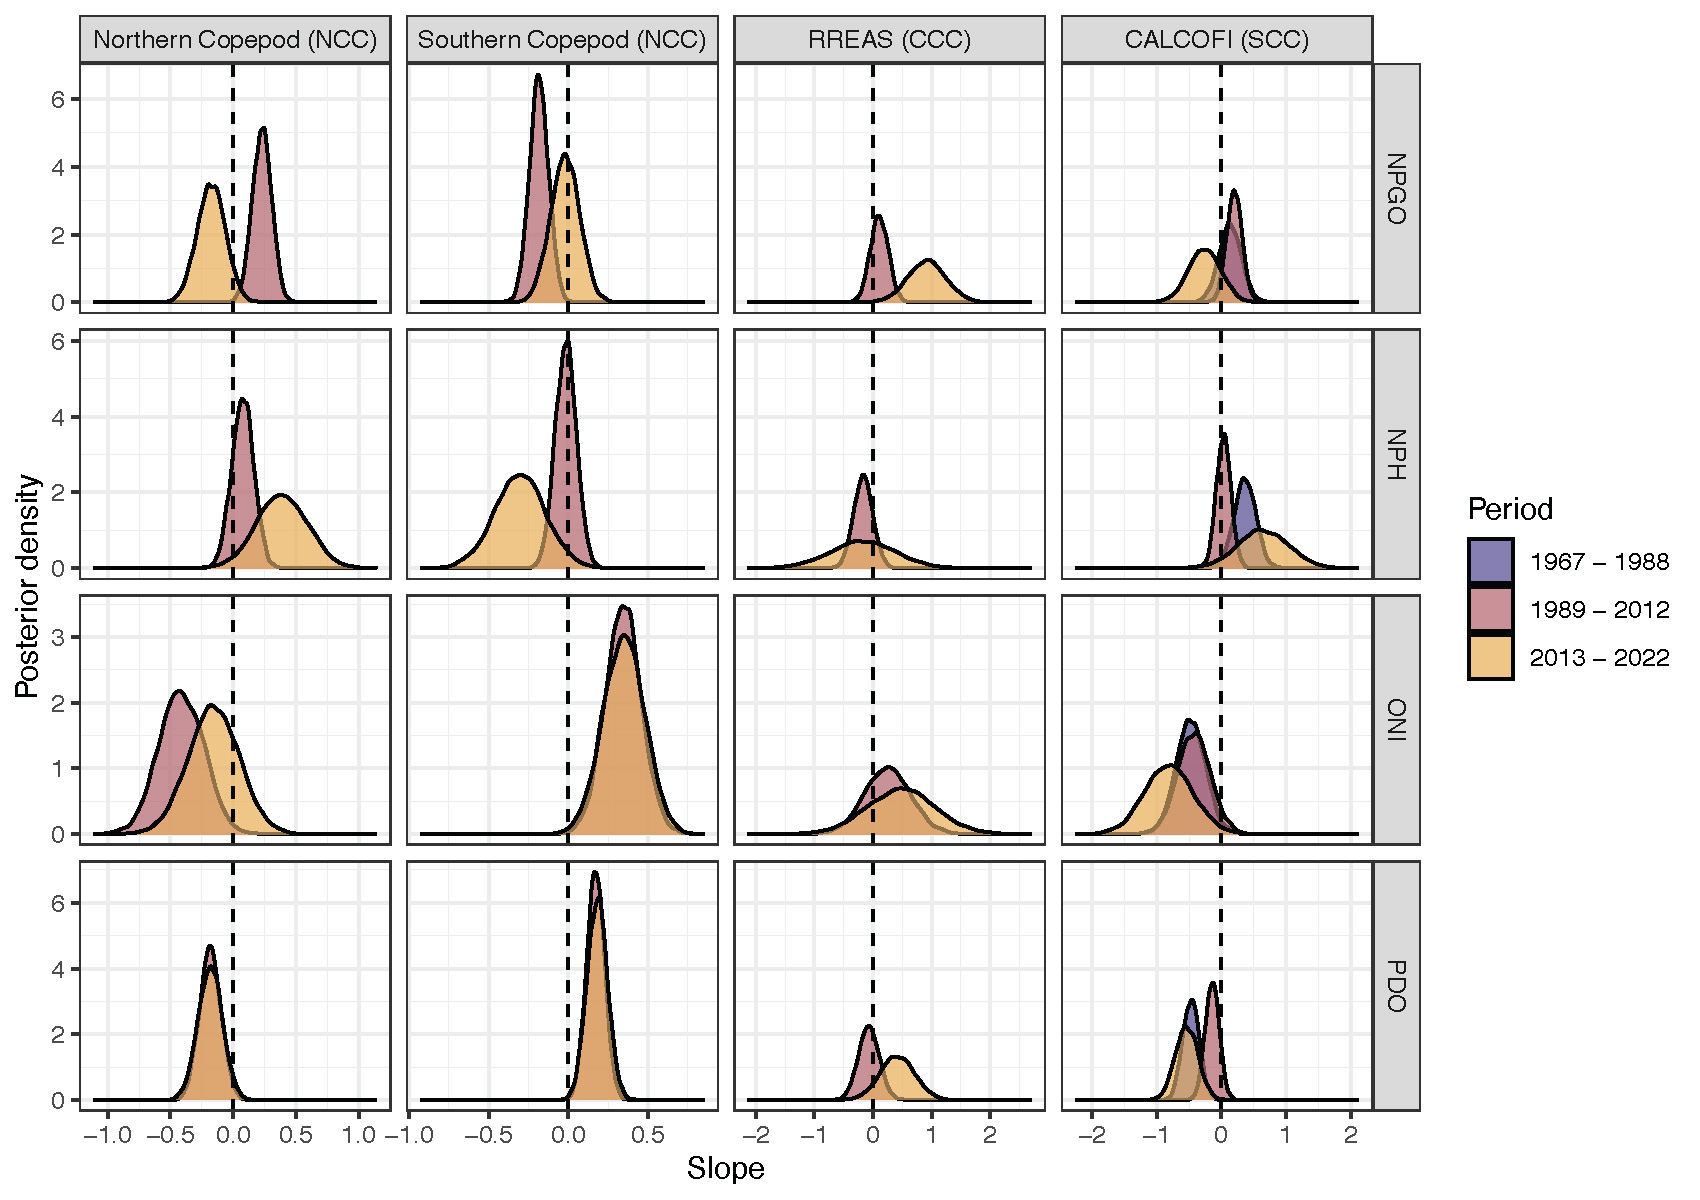 Northern Copepod (NCC) Southern Copepod (NCC) RREAS (CCC) CALCOFI (SCC)
6
4
2
0
NPGO
6
4
2
0
NPH
3
2
1
0
ONI
6
4
2
0
PDO
−1.0 −0.5 0.0 0.5 1.0 −1.0 −0.5 0.0 0.5 −2 −1 0 1 2 −2 −1 0 1 2
Slope
Posterior density
Period
1967 − 1988
1989 − 2012
2013 − 2022